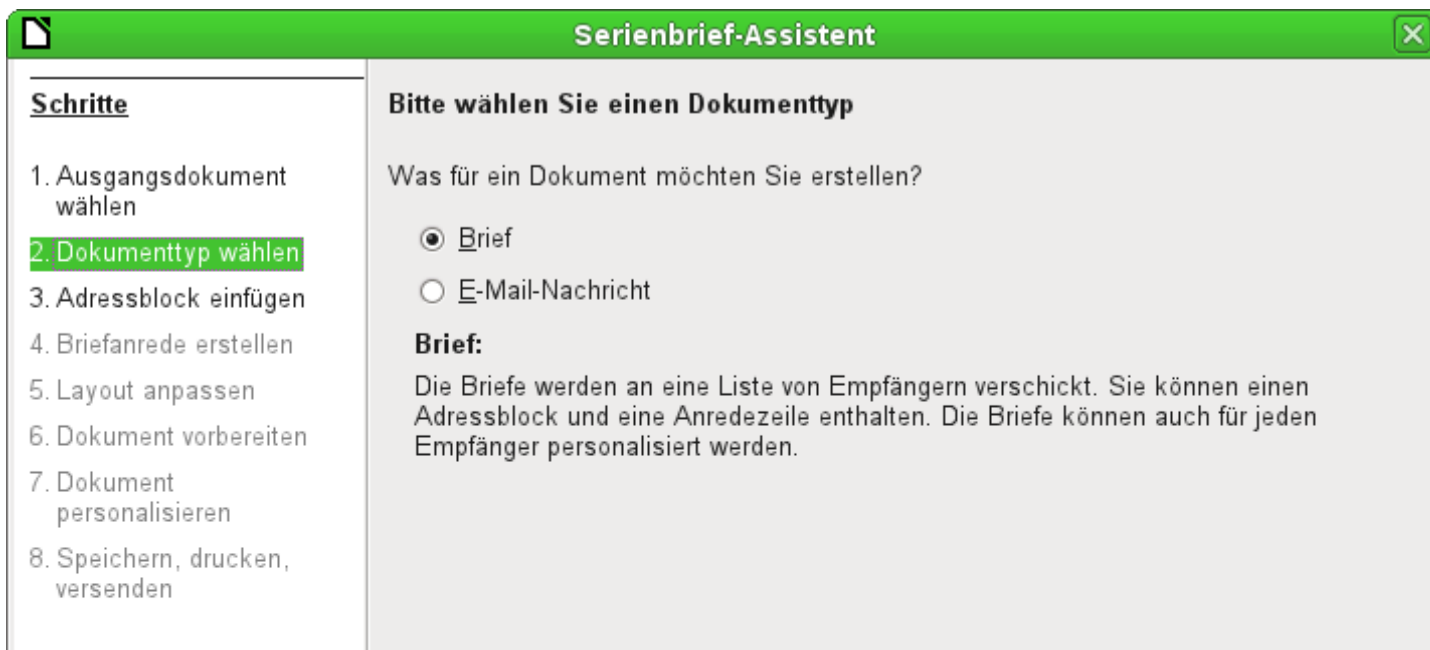 Serienbrief-Assistent
Schritte
1. Ausgangsdokument
wählen
2. Dokumenttyp wählen
3. Adressblock einfügen
4. Briefanrede erstellen
5. Layout anpassen
6. Dokument vorbereiten
7. Dokument
personalisieren
8. Speichern, drucken,
versenden
Bitte wählen Sie einen Dokumenttyp
Was für ein Dokument möchten Sie erstellen?
Brief
E-Mail-Nachricht
Brief:
Die Briefe werden an eine Liste von Empfängern verschickt. Sie können einen
Adressblock und eine Anredezeile enthalten. Die Briefe können auch für jeden
Empfänger personalisiert werden.